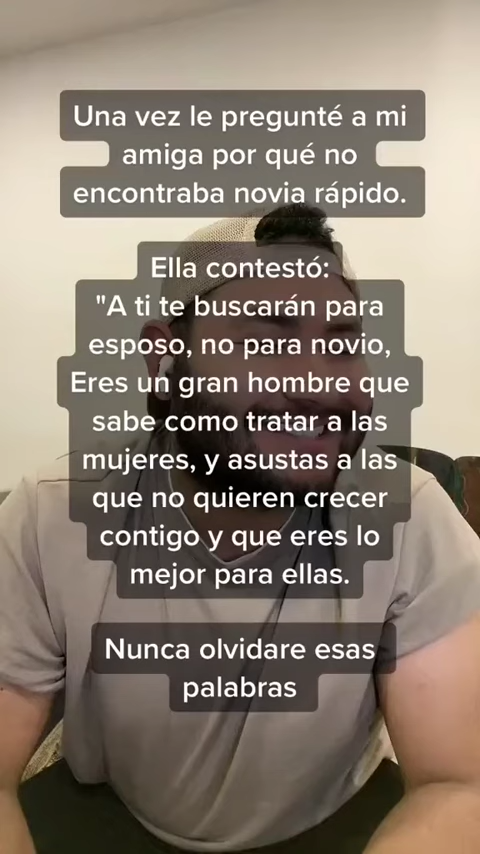 Una vez le pregunté a mi
amiga por qué no
encontraba novia rápido.
Ella contestó:
"A ti te buscarán para
esposo, no para novio,
Eres un gran hombre que
sabe como tratar a las
mujeres, y asustas a las
que no quieren crecer
contigo y que eres lo
mejor para ellas.
Nunca olvidare esas
palabras